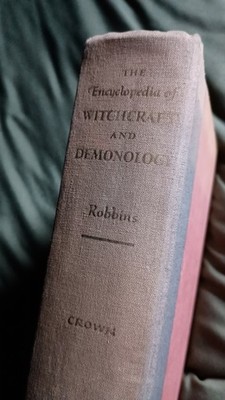 THE
Encyclopedia of
WITCHCRAFT
AND
DEMONOLOGY
Robbins
CROWN